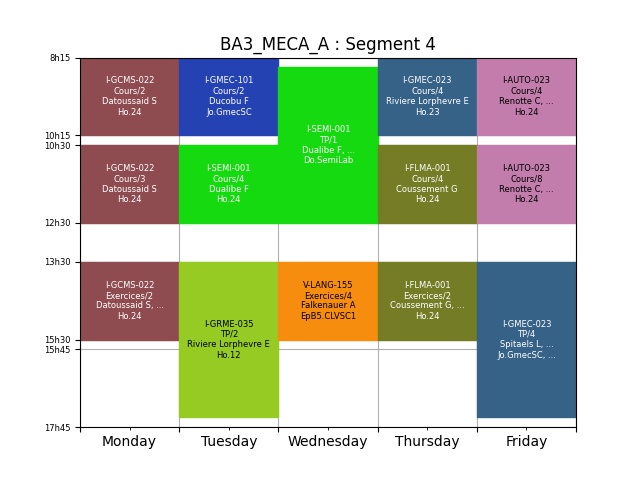 BA3_MECA_A : Segment 4
8h15
10h15
10h30
12h30
13h30
15h30
15h45
17h45
I-GCMS-022
Cours/2
Datoussaid S
Ho.24
I-GCMS-022
Cours/3
Datoussaid S
Ho.24
I-GCMS-022
Exercices/2
Datoussaid S, ...
Ho.24
I-GMEC-101
Cours/2
Ducobu F
Jo.GmecSC
I-SEMI-001
Cours/4
Dualibe F
Ho.24
I-GRME-035
TP/2
Riviere Lorphevre E
Ho.12
I-SEMI-001
TP/1
Dualibe F, ...
Do.SemiLab
V-LANG-155
Exercices/4
Falkenauer A
EpB5.CLVSC1
I-GMEC-023
Cours/4
Riviere Lorphevre E
Ho.23
I-FLMA-001
Cours/4
Coussement G
Ho.24
I-FLMA-001
Exercices/2
Coussement G, ...
Ho.24
I-AUTO-023
Cours/4
Renotte C, ...
Ho.24
I-AUTO-023
Cours/8
Renotte C, ...
Ho.24
I-GMEC-023
TP/4
Spitaels L, ...
Jo.GmecSC, ...
Monday
Tuesday
Wednesday
Thursday
Friday